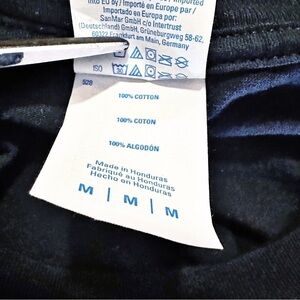 into EU by / Importé en Europe par /
Importado en Europa por:
SanMar GmbH c/o Intertrust
(Deutschland) GmbH, Grüneburgweg 58-62,
60322 Frankfurt am Main, Germany
ISO
528
100% COTTON
100% COTON
100% ALGODÓN
Made in Honduras
Fabriqué au Honduras
Hecho en Honduras
M | M | M